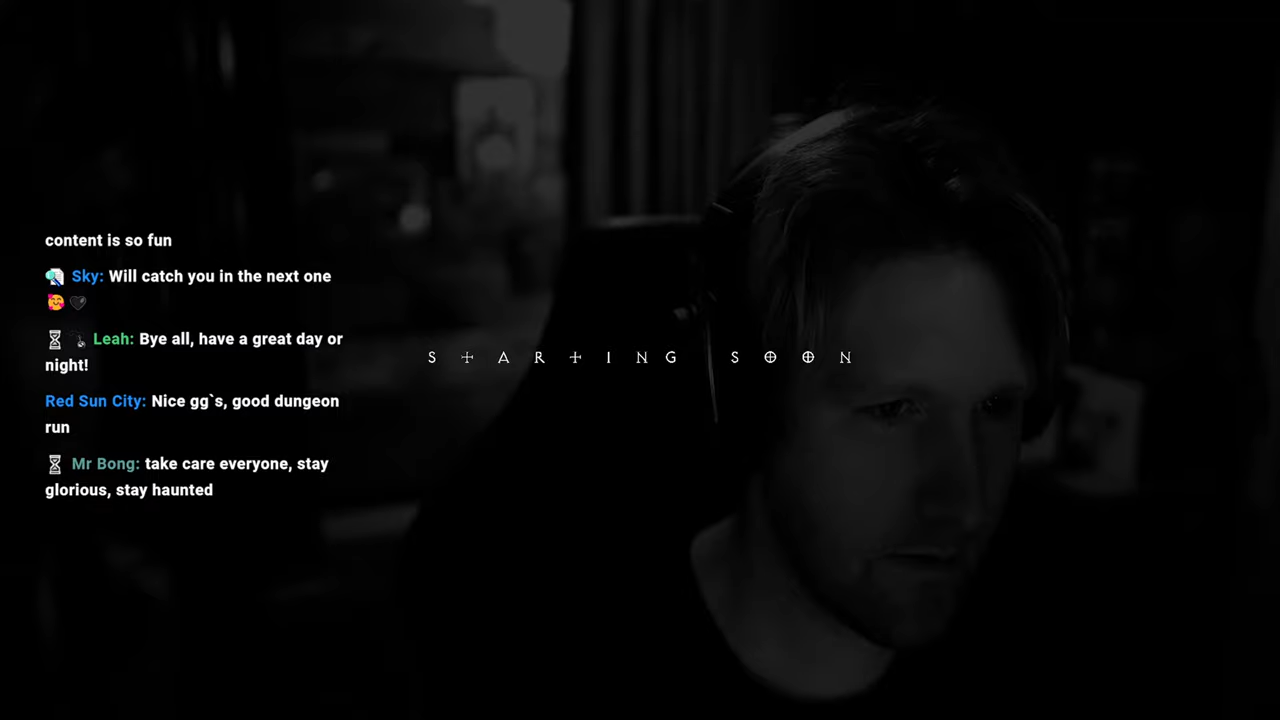 content is so fun
Sky: Will catch you in the next one
🥰 🖤
Leah: Bye all, have a great day or
night!
STARTING SOON
Red Sun City: Nice gg`s, good dungeon
run
Mr Bong: take care everyone, stay
glorious, stay haunted